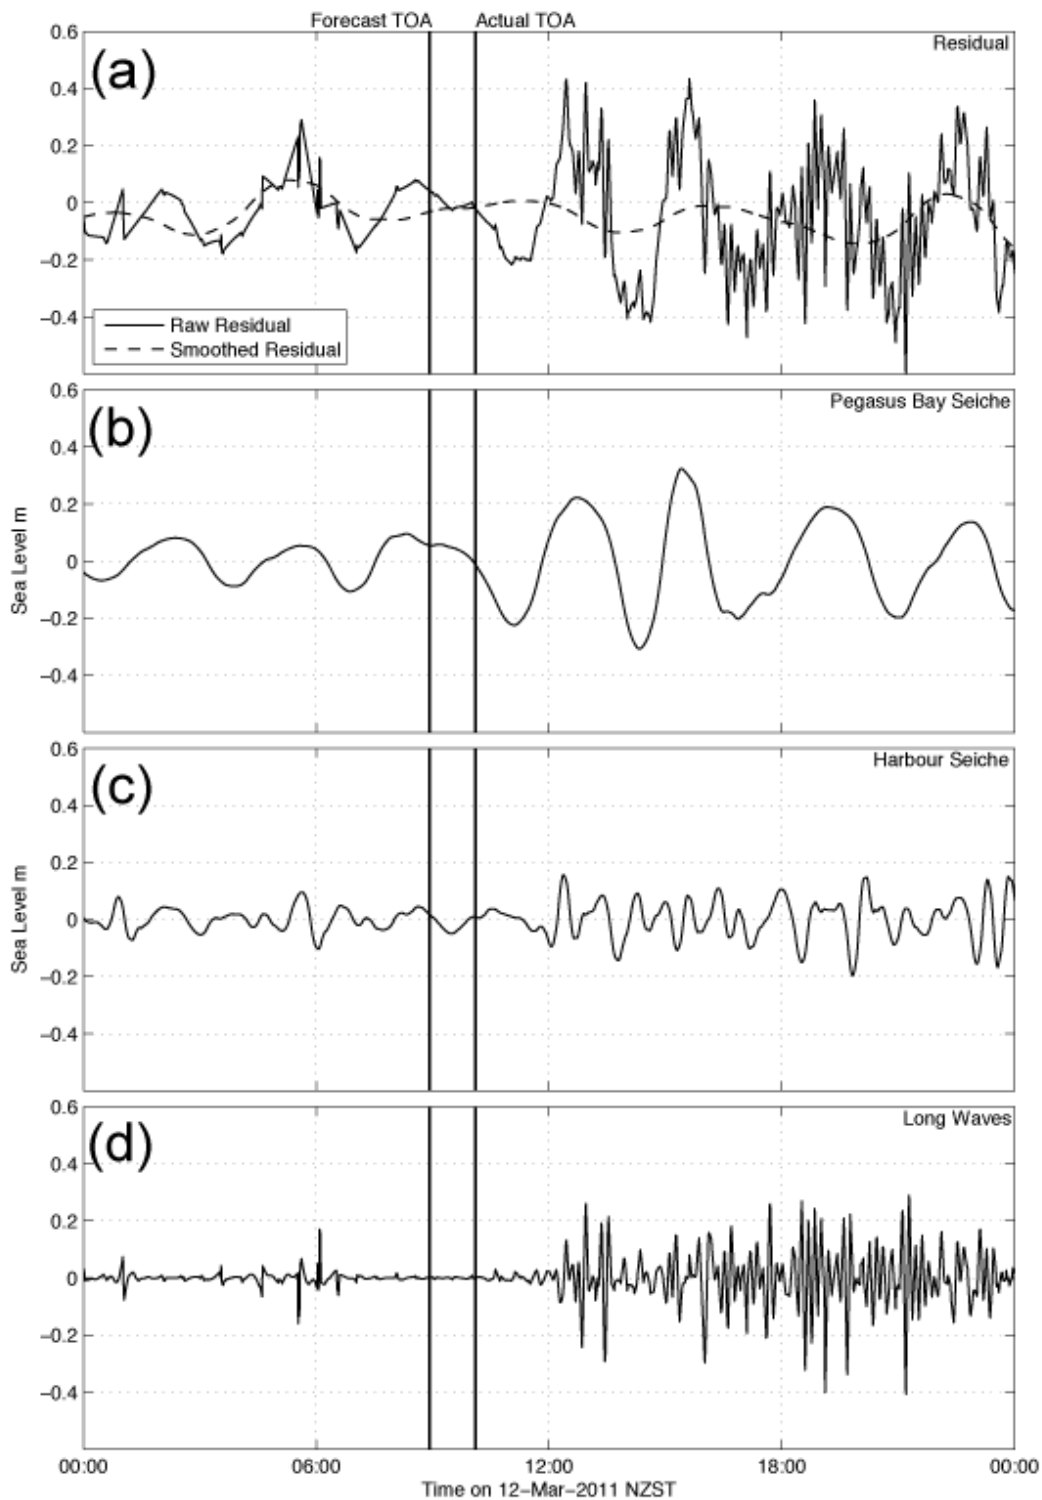 Forecast TOA Actual TOA
(a)
Residual
0.6
0.4
0.2
0
−0.2
−0.4
Raw Residual
Smoothed Residual
(b)
Pegasus Bay Seiche
0.6
0.4
0.2
0
−0.2
−0.4
Sea Level m
(c)
Harbour Seiche
0.6
0.4
0.2
0
−0.2
−0.4
Sea Level m
(d)
Long Waves
0.6
0.4
0.2
0
−0.2
−0.4
00:00 06:00 12:00 18:00 00:00
Time on 12−Mar−2011 NZST